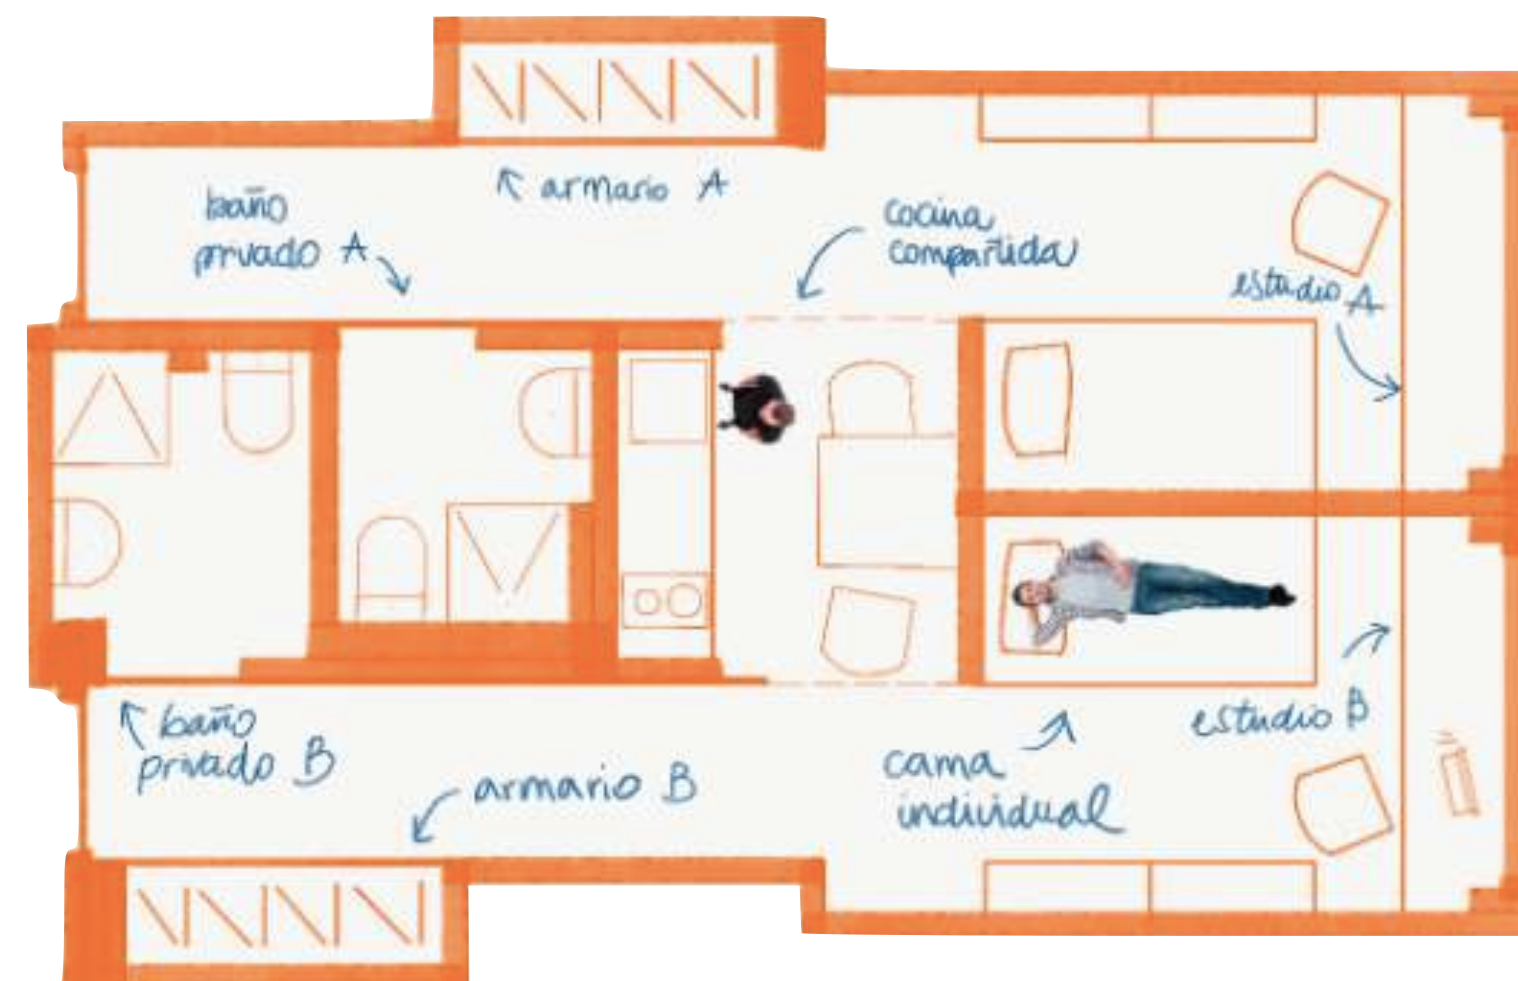 armario A
baño
privado A
cocina
compartida
estudio A
baño
privado B
armario B
cama
individual
estudio B